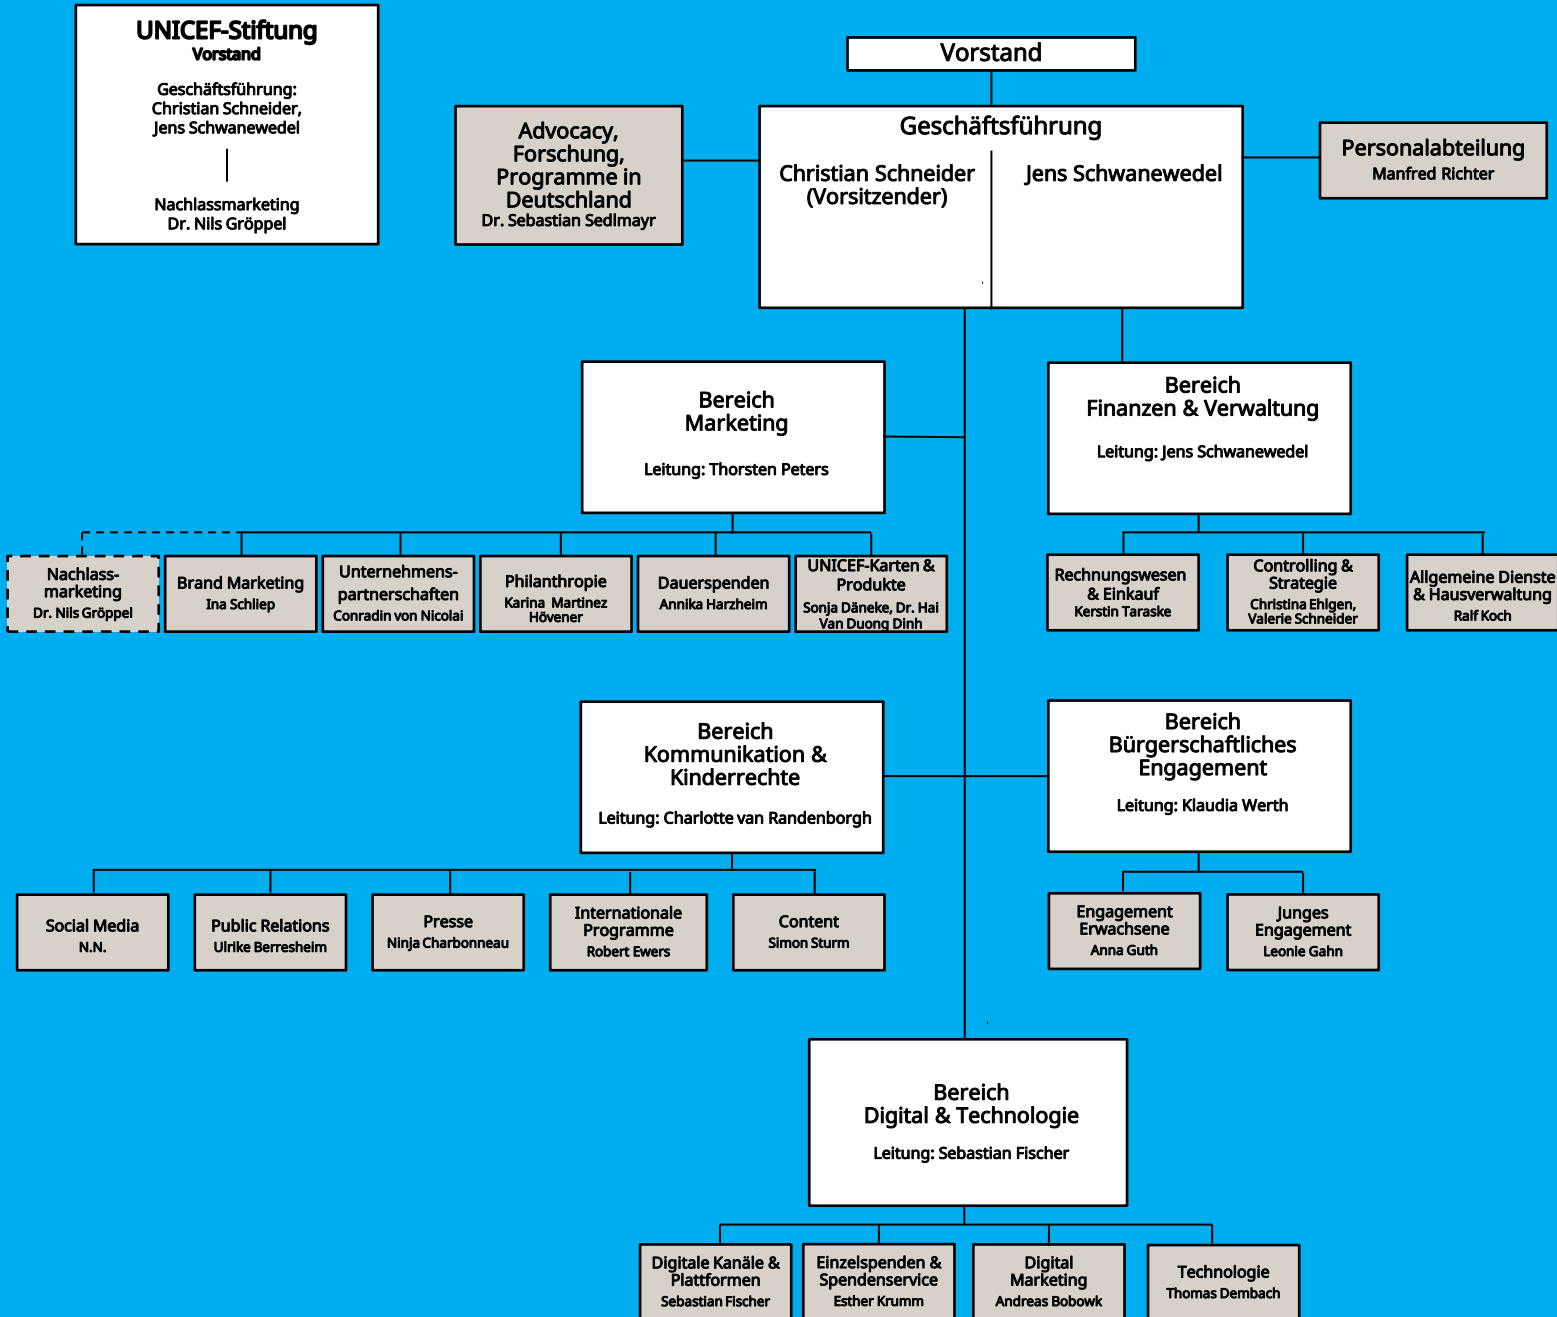 UNICEF-Stiftung
Vorstand
Geschäftsführung:
Christian Schneider,
Jens Schwanewedel
Nachlassmarketing
Dr. Nils Gröppel
Vorstand
Advocacy,
Forschung,
Programme in
Deutschland
Dr. Sebastian Sedlmayr
Geschäftsführung
Christian Schneider
(Vorsitzender)
Jens Schwanewedel
Personalabteilung
Manfred Richter
Bereich
Marketing
Leitung: Thorsten Peters
Bereich
Finanzen & Verwaltung
Leitung: Jens Schwanewedel
Nachlass-
marketing
Dr. Nils Gröppel
Brand Marketing
Ina Schliep
Unternehmens-
partnerschaften
Conradin von Nicolai
Philanthropie
Karina Martinez
Hövener
Dauerspenden
Annika Harzheim
UNICEF-Karten &
Produkte
Sonja Däneke, Dr. Hai
Van Duong Dinh
Rechnungswesen
& Einkauf
Kerstin Taraske
Controlling &
Strategie
Christina Ehlgen,
Valerie Schneider
Allgemeine Dienste
& Hausverwaltung
Ralf Koch
Bereich
Kommunikation &
Kinderrechte
Leitung: Charlotte van Randenborgh
Bereich
Bürgerschaftliches
Engagement
Leitung: Klaudia Werth
Social Media
N.N.
Public Relations
Ulrike Berresheim
Presse
Ninja Charbonneau
Internationale
Programme
Robert Ewers
Content
Simon Sturm
Engagement
Erwachsene
Anna Guth
Junges
Engagement
Leonie Gahn
Bereich
Digital & Technologie
Leitung: Sebastian Fischer
Digitale Kanäle &
Plattformen
Sebastian Fischer
Einzelspenden &
Spendenservice
Esther Krumm
Digital
Marketing
Andreas Bobowk
Technologie
Thomas Dembach